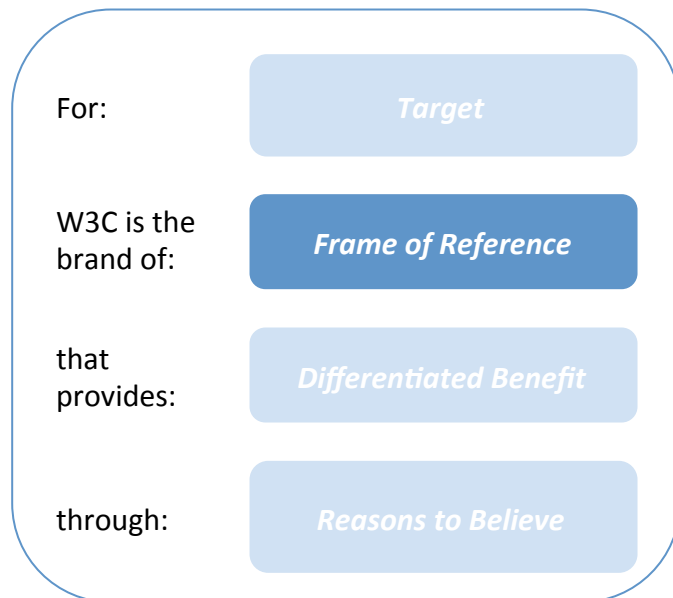 For:
Target
W3C is the
brand of:
Frame of Reference
that
provides:
Differentiated Benefit
through:
Reasons to Believe